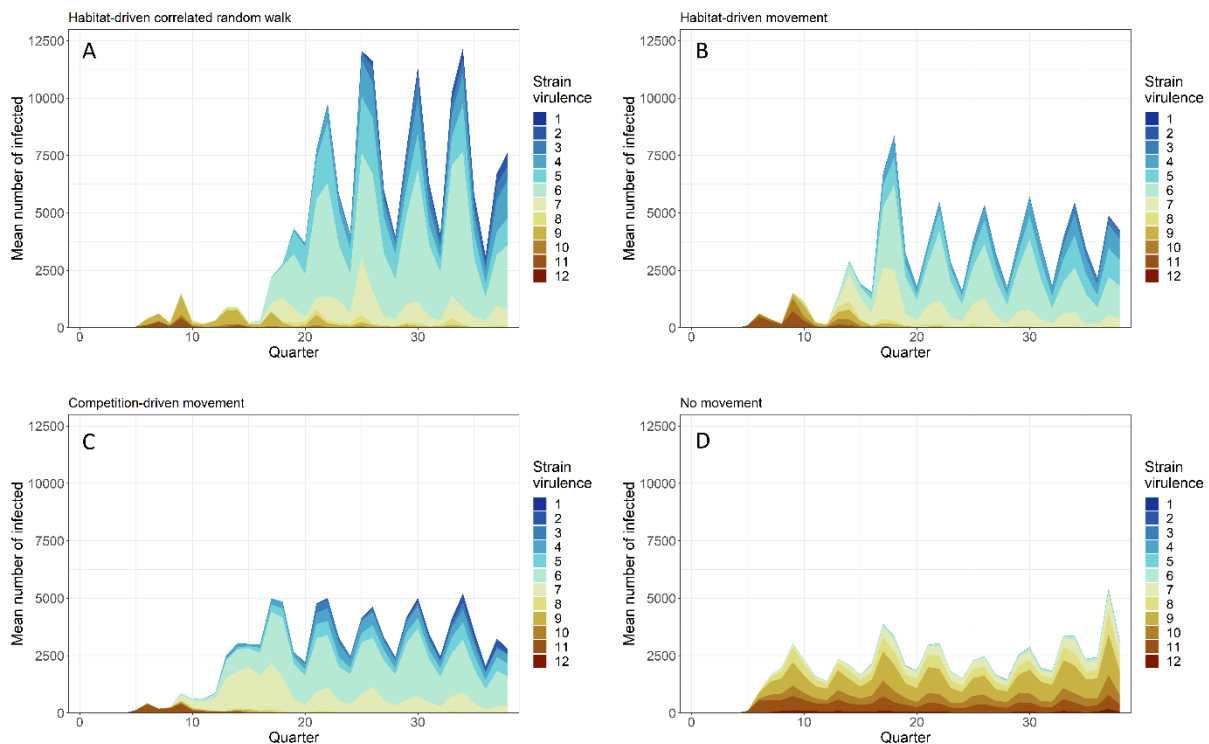 Habitat-driven correlated random walk
A
12500
10000
7500
5000
2500
0
0 10 20 30
Mean number of infected
Quarter
Strain
virulence
1
2
3
4
5
6
7
8
9
10
11
12
Habitat-driven movement
B
12500
10000
7500
5000
2500
0
0 10 20 30
Mean number of infected
Quarter
Strain
virulence
1
2
3
4
5
6
7
8
9
10
11
12
Competition-driven movement
C
12500
10000
7500
5000
2500
0
0 10 20 30
Mean number of infected
Quarter
Strain
virulence
1
2
3
4
5
6
7
8
9
10
11
12
No movement
D
12500
10000
7500
5000
2500
0
0 10 20 30
Mean number of infected
Quarter
Strain
virulence
1
2
3
4
5
6
7
8
9
10
11
12